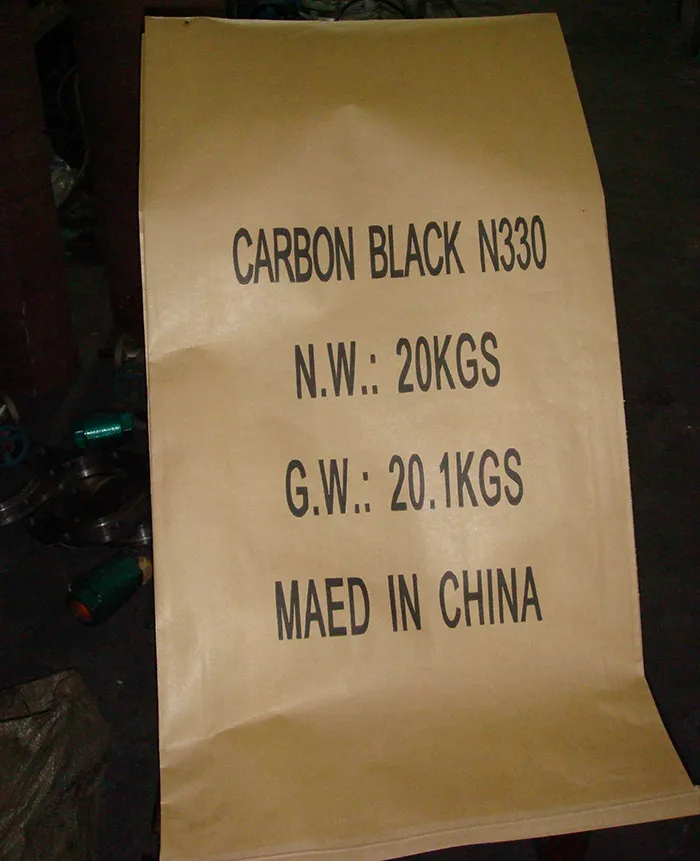 CARBON BLACK N330
N.W.: 20KGS
G.W.: 20.1KGS
MAED IN CHINA